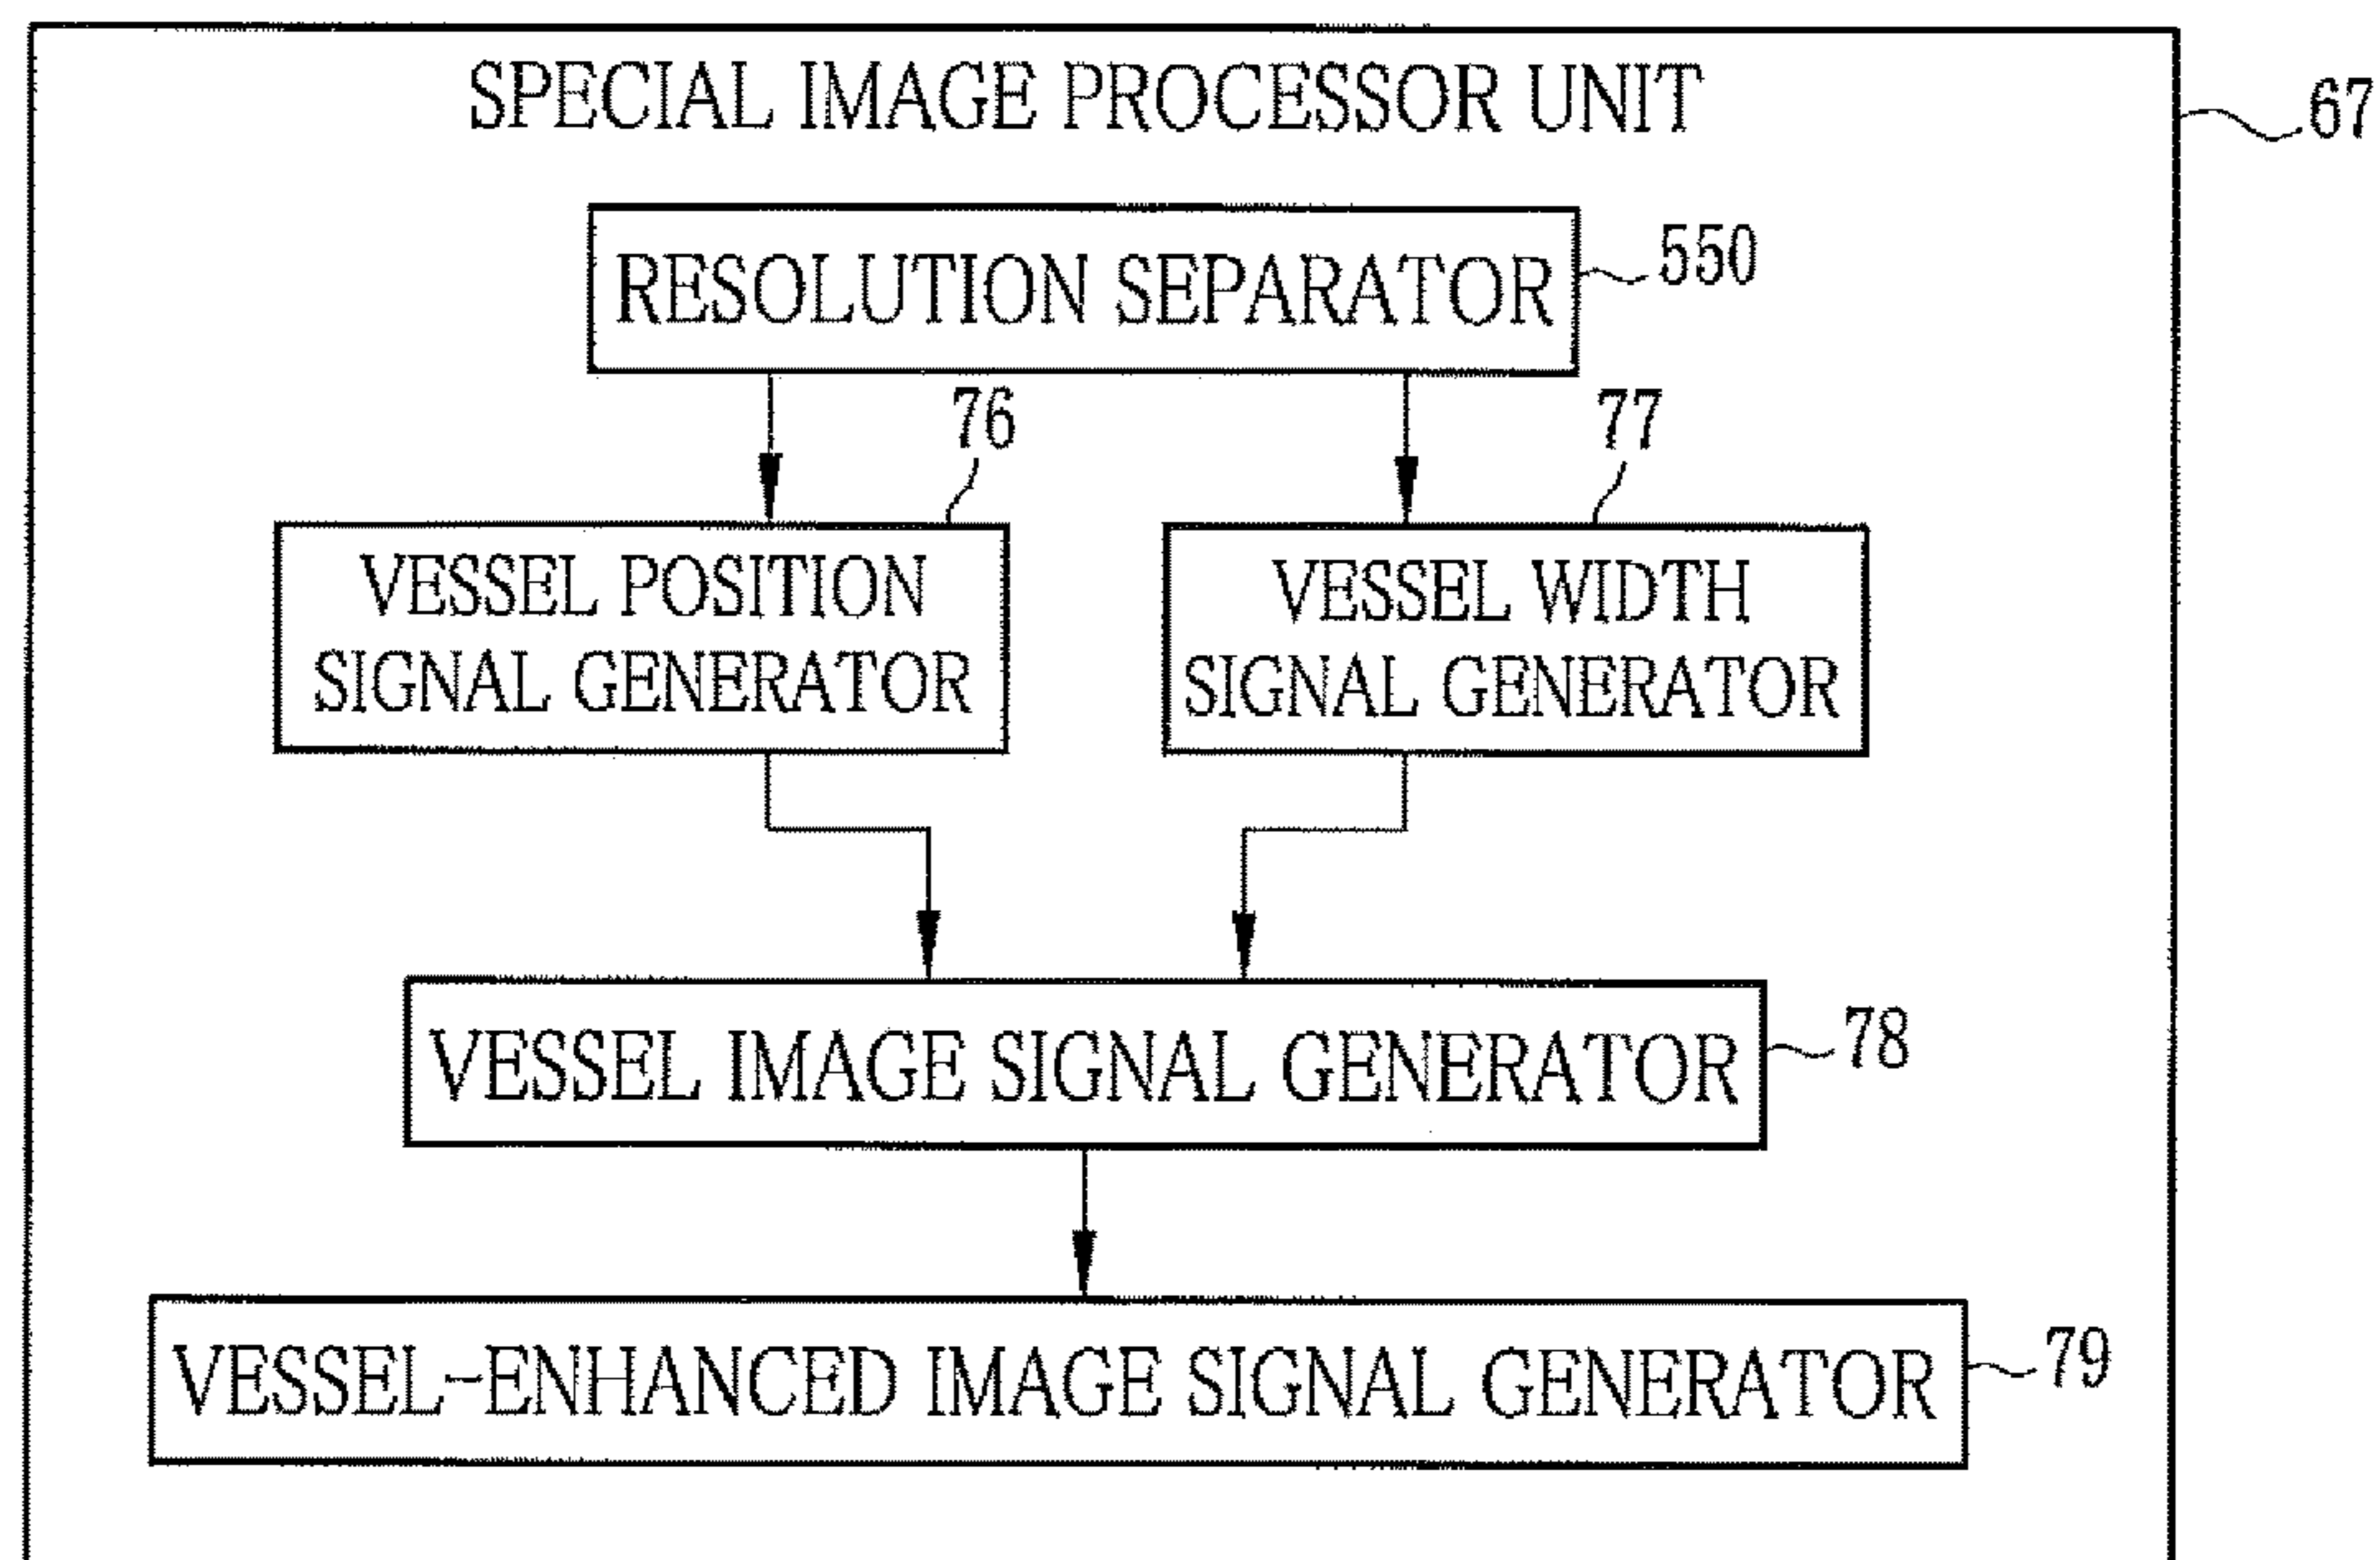 SPECIAL IMAGE PROCESSOR UNIT
67
RESOLUTION SEPARATOR
550
76
77
VESSEL POSITION
SIGNAL GENERATOR
VESSEL WIDTH
SIGNAL GENERATOR
VESSEL IMAGE SIGNAL GENERATOR
78
VESSEL-ENHANCED IMAGE SIGNAL GENERATOR
79